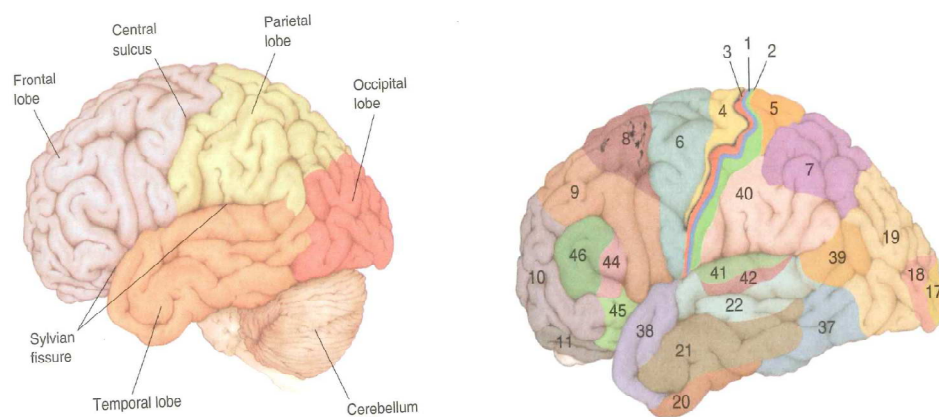 Parietal
lobe
Central
sulcus
Frontal
lobe
Occipital
lobe
Sylvian
fissure
Temporal lobe
Cerebellum
1
3 2
4 5
8 6
7
9 40
19
46 44 41 42 39
10 18
17
45 38 22 37
11 21
20